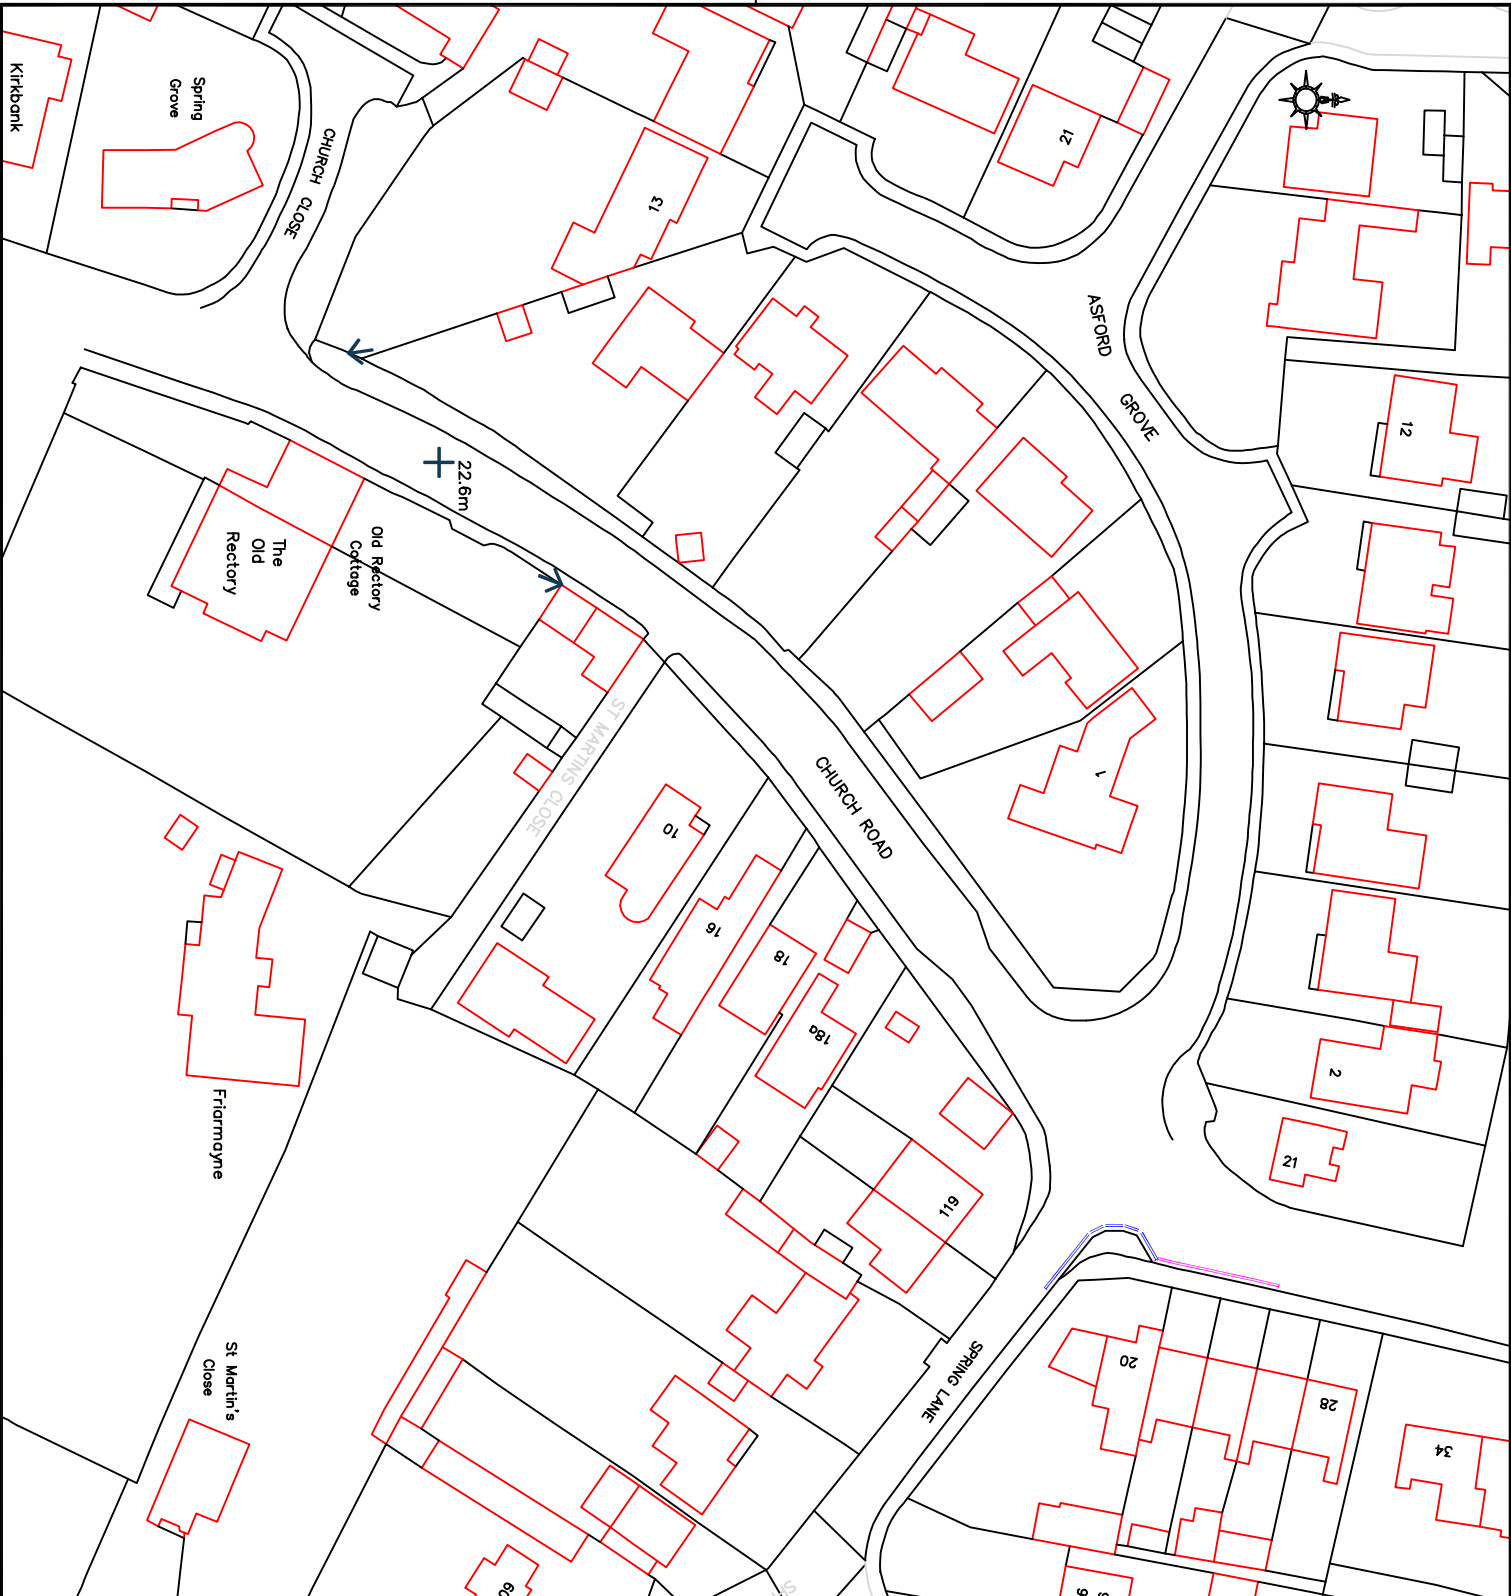 Kirkbank
Spring
Grove
CHURCH CLOSE
13
21
ASFORD
GROVE
12
22.6m
The
Old
Rectory
Old Rectory
Cottage
ST MARTINS CLOSE
CHURCH ROAD
1
10
16
18
18a
2
21
119
Friarmayne
St Martin's
Close
SPRING LANE
20
28
34